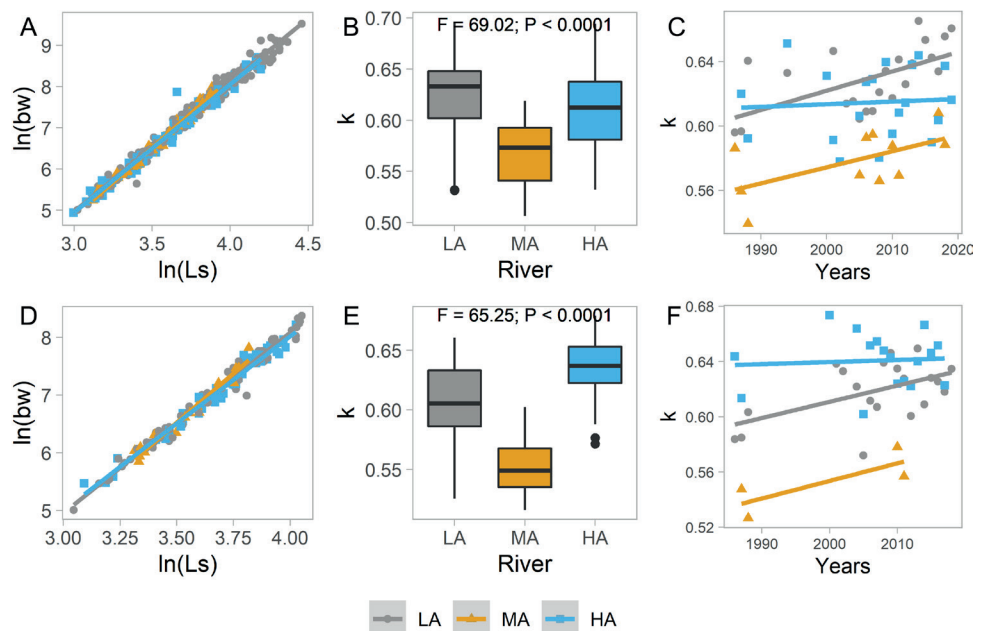 A
ln(bw)
9
8
7
6
5
3.0 3.5 4.0 4.5
ln(Ls)
B
F = 69.02; P < 0.0001
k
0.70
0.65
0.60
0.55
0.50
LA MA HA
River
C
k
0.64
0.60
0.56
1990 2000 2010 2020
Years
D
ln(bw)
8
7
6
5
3.00 3.25 3.50 3.75 4.00
ln(Ls)
E
F = 65.25; P < 0.0001
k
0.65
0.60
0.55
LA MA HA
River
F
k
0.68
0.64
0.60
0.56
0.52
1990 2000 2010
Years
LA MA HA